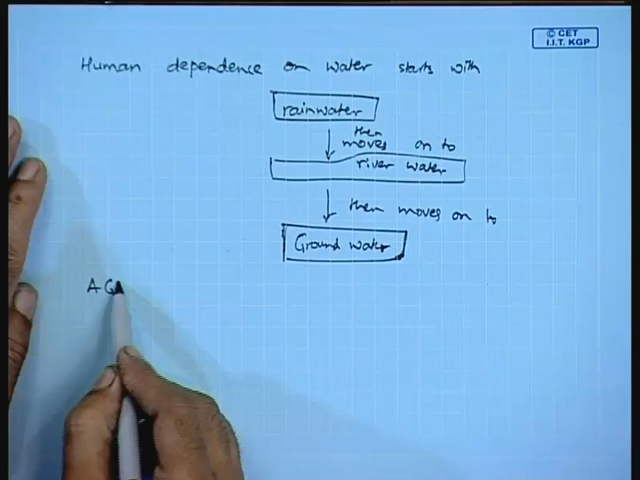 © CET
I.I.T. KGP
Human dependence on water starts with
rainwater
then
moves on to
river water
then moves on to
Ground water
A G